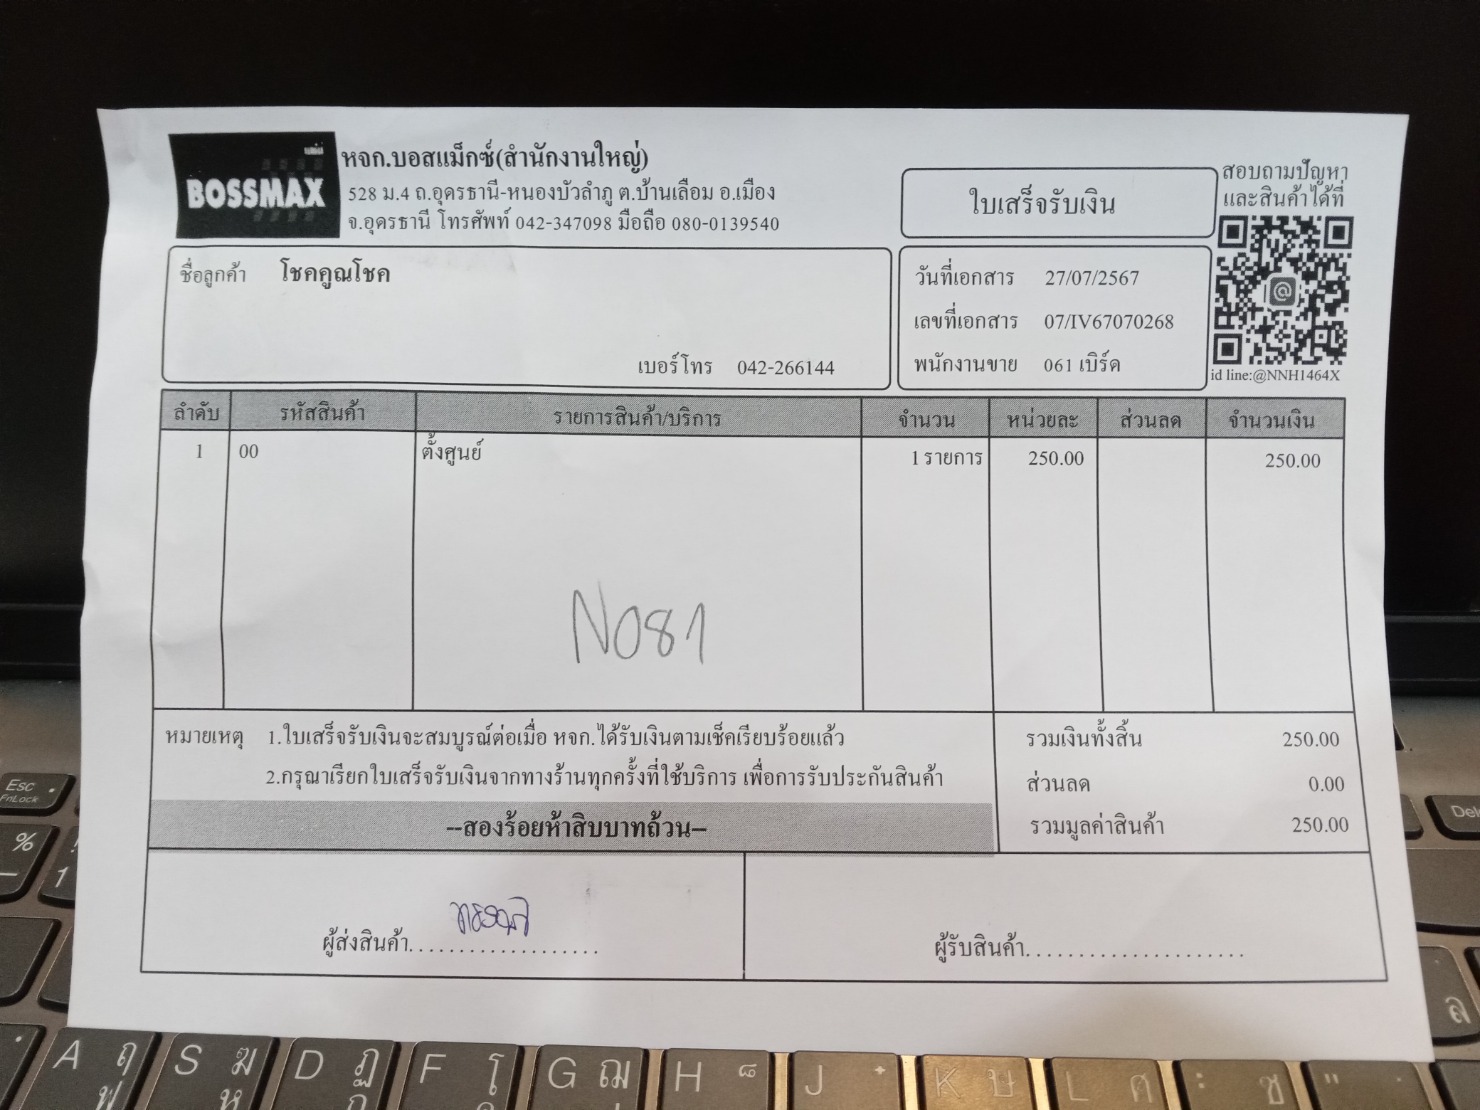 BOSSMAX
หจก.บอสแม็กซ์(สำนักงานใหญ่)
528 ม.4 ถ.อุดรธานี-หนองบัวลำภู ต.บ้านเลื่อม อ.เมือง
จ.อุดรธานี โทรศัพท์ 042-347098 มือถือ 080-0139540
ใบเสร็จรับเงิน
สอบถามปัญหา
และสินค้าได้ที่
@
id line:@NNH1464X
ชื่อลูกค้า โชคคูณโชค
เบอร์โทร 042-266144
วันที่เอกสาร 27/07/2567
เลขที่เอกสาร 07/IV67070268
พนักงานขาย 061 เบิร์ด
ลำดับ รหัสสินค้า รายการสินค้า/บริการ จำนวน หน่วยละ ส่วนลด จำนวนเงิน
1 00 ตั้งศูนย์ 1 รายการ 250.00 250.00
N081
หมายเหตุ 1.ใบเสร็จรับเงินจะสมบูรณ์ต่อเมื่อ หจก.ได้รับเงินตามเช็คเรียบร้อยแล้ว
2.กรุณาเรียกใบเสร็จรับเงินจากทางร้านทุกครั้งที่ใช้บริการ เพื่อการรับประกันสินค้า
--สองร้อยห้าสิบบาทถ้วน--
รวมเงินทั้งสิ้น 250.00
ส่วนลด 0.00
รวมมูลค่าสินค้า 250.00
ผู้ส่งสินค้า...................
ผู้รับสินค้า......................
Esc
FnLock
Del
%
1
A ฤ ฟ S ฆ ห D ฏ ก F โ G ฌ H J K ษ L ศ : ซ "
ล